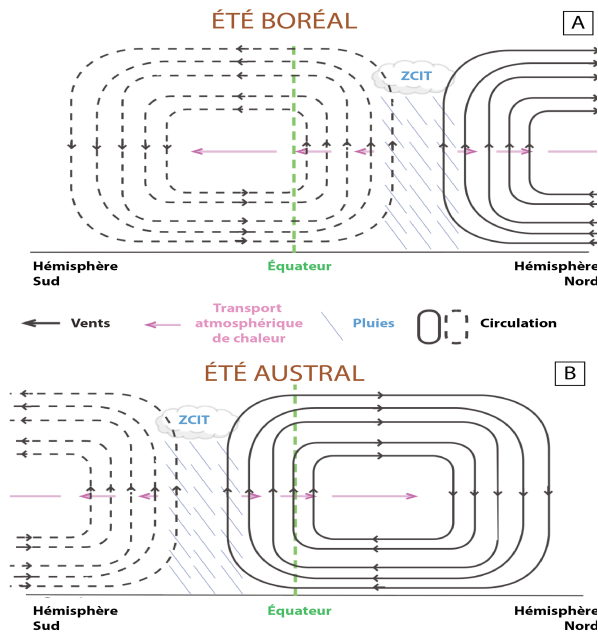 ÉTÉ BORÉAL
A
ZCIT
Hémisphère
Sud
Équateur
Hémisphère
Nord
Vents
Transport
atmosphérique
de chaleur
Pluies
Circulation
ÉTÉ AUSTRAL
B
ZCIT
Hémisphère
Sud
Équateur
Hémisphère
Nord